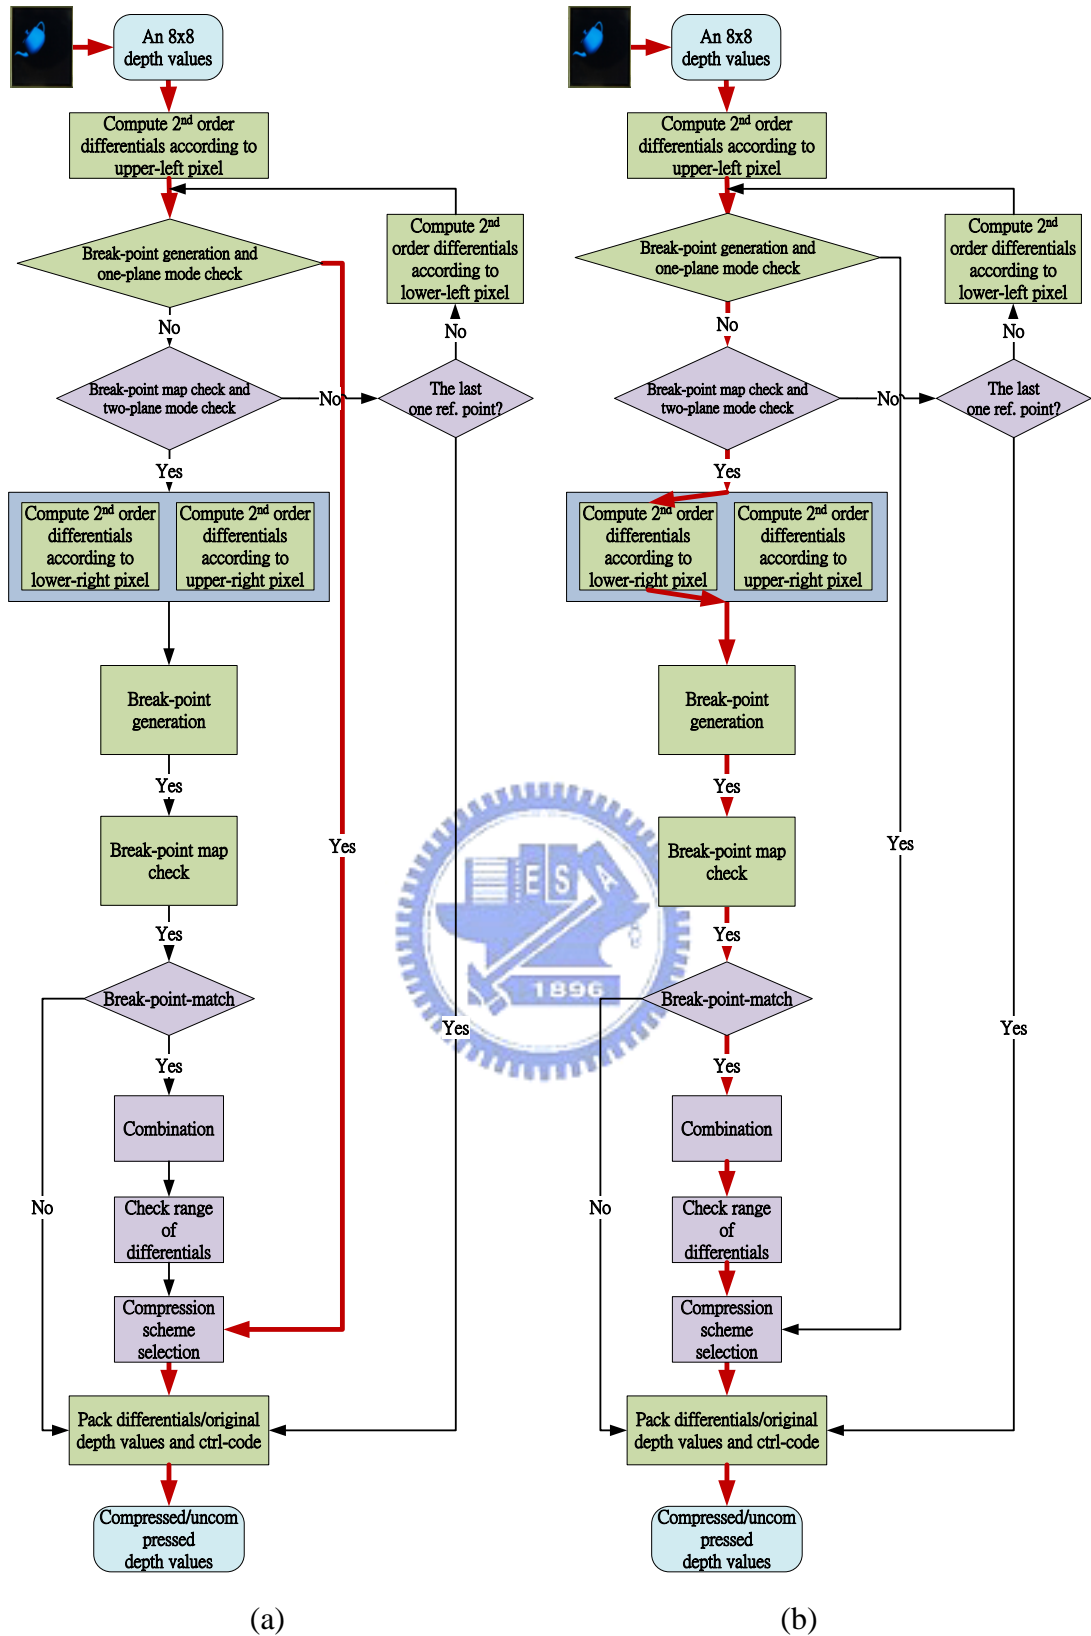 An 8x8
depth values
Compute 2nd order
differentials according to
upper-left pixel
Compute 2nd
order differentials
according to
lower-left pixel
Break-point generation and
one-plane mode check
No
No
Break-point map check and
two-plane mode check
No
The last
one ref. point?
Yes
Compute 2nd order
differentials
according to
lower-right pixel
Compute 2nd order
differentials
according to
upper-right pixel
Break-point
generation
Yes
Break-point map
check
Yes
Yes
Break-point-match
Yes
Yes
Combination
No
Check range
of
differentials
Compression
scheme
selection
Pack differentials/original
depth values and ctrl-code
Compressed/uncom
pressed
depth values
(a)
An 8x8
depth values
Compute 2nd order
differentials according to
upper-left pixel
Compute 2nd
order differentials
according to
lower-left pixel
Break-point generation and
one-plane mode check
No
No
Break-point map check and
two-plane mode check
No
The last
one ref. point?
Yes
Compute 2nd order
differentials
according to
lower-right pixel
Compute 2nd order
differentials
according to
upper-right pixel
Break-point
generation
Yes
Break-point map
check
Yes
Yes
Break-point-match
Yes
Yes
Combination
No
Check range
of
differentials
Compression
scheme
selection
Pack differentials/original
depth values and ctrl-code
Compressed/uncom
pressed
depth values
(b)
E S A
1896